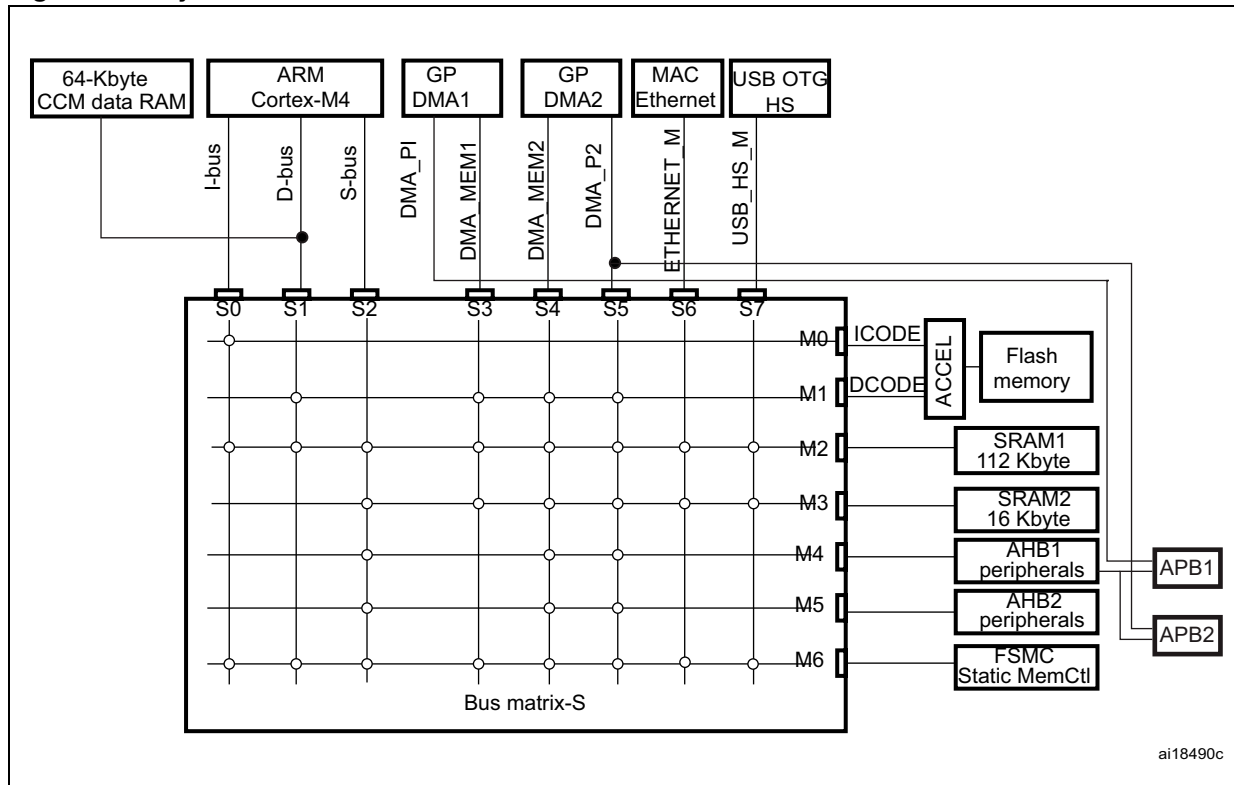 64-Kbyte
CCM data RAM
ARM
Cortex-M4
GP
DMA1
GP
DMA2
MAC
Ethernet
USB OTG
HS
I-bus
D-bus
S-bus
DMA_PI
DMA_MEM1
DMA_MEM2
DMA_P2
ETHERNET_M
USB_HS_M
S0
S1
S2
S3
S4
S5
S6
S7
M0
ICODE
M1
DCODE
ACCEL
Flash
memory
M2
SRAM1
112 Kbyte
M3
SRAM2
16 Kbyte
M4
AHB1
peripherals
APB1
M5
AHB2
peripherals
APB2
M6
FSMC
Static MemCtl
Bus matrix-S
ai18490c